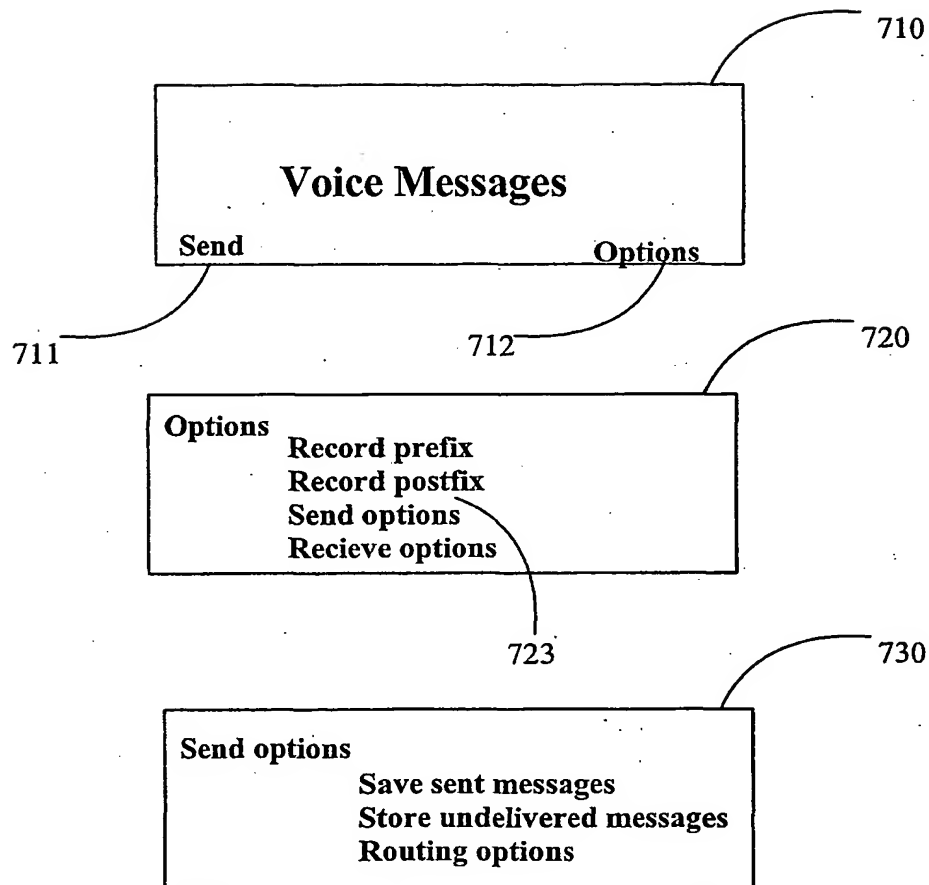 710
Voice Messages
Send Options
711 712
720
Options
Record prefix
Record postfix
Send options
Recieve options
723
730
Send options
Save sent messages
Store undelivered messages
Routing options